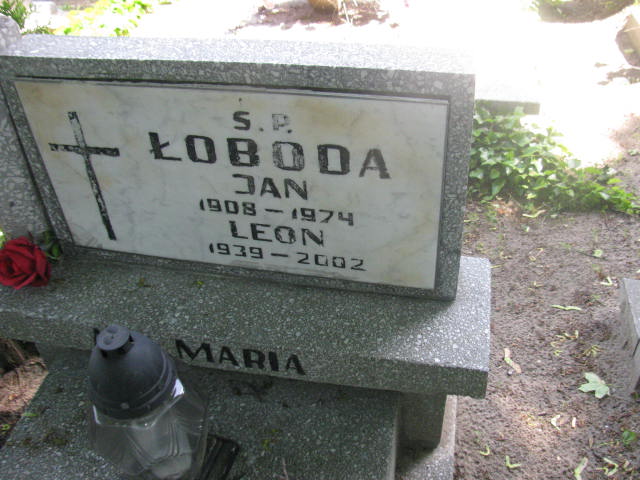 Ś.P.
ŁOBODA
JAN
1908-1974
LEON
1939-2002
MARIA